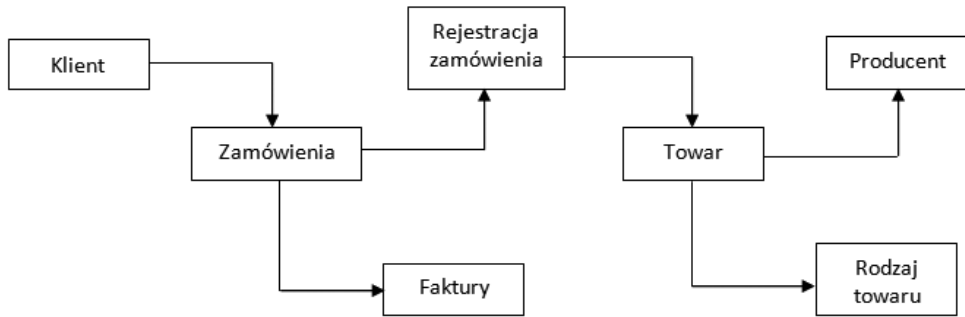 Klient
Rejestracja
zamówienia
Producent
Zamówienia
Towar
Faktury
Rodzaj
towaru